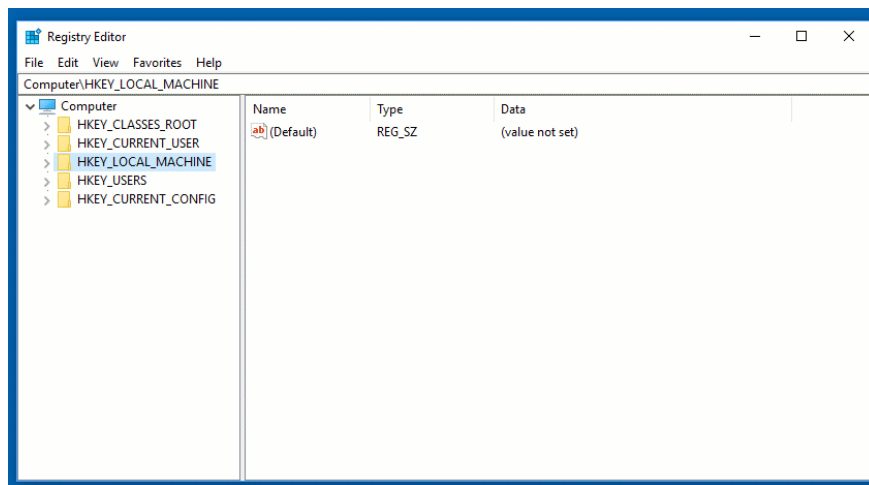 Registry Editor
File Edit View Favorites Help
Computer\HKEY_LOCAL_MACHINE
Computer
HKEY_CLASSES_ROOT
HKEY_CURRENT_USER
HKEY_LOCAL_MACHINE
HKEY_USERS
HKEY_CURRENT_CONFIG
Name Type Data
ab (Default) REG_SZ (value not set)